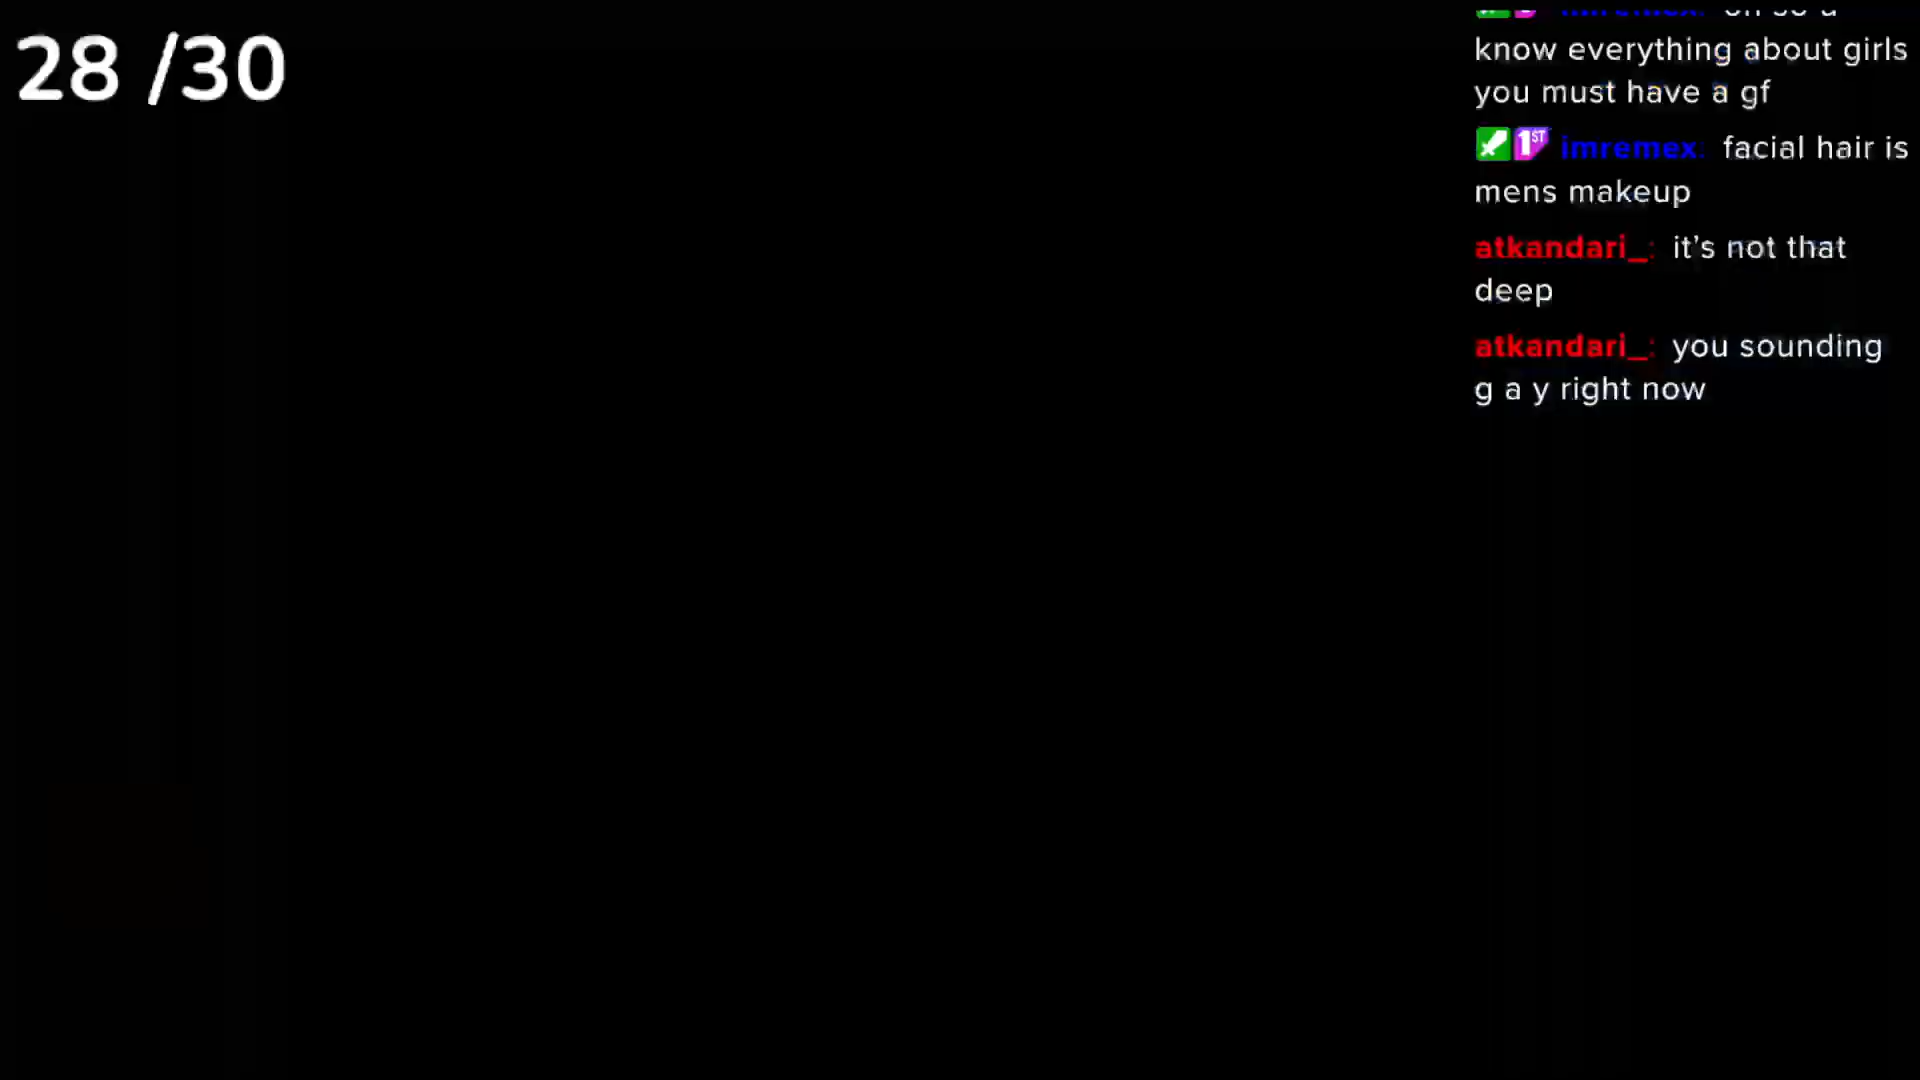 28 /30
know everything about girls
you must have a gf
1ST imremex: facial hair is
mens makeup
atkandari_: it's not that
deep
atkandari_: you sounding
g a y right now